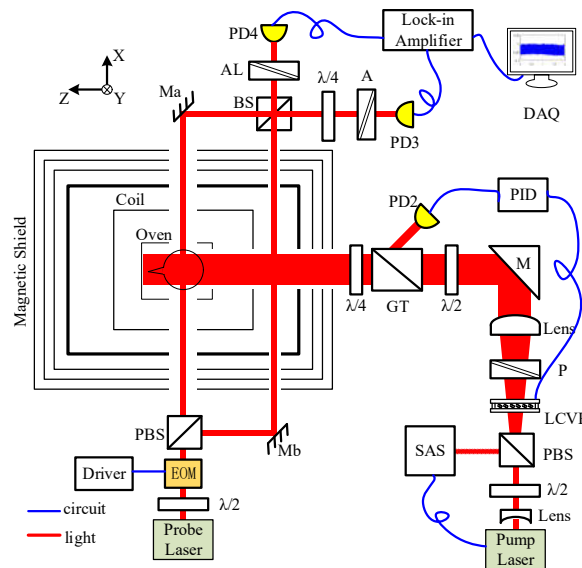 PD4
Lock-in
Amplifier
DAQ
X
Z
Y
AL
Ma
BS
λ/4
A
PD3
Magnetic Shield
Coil
Oven
PD2
PID
M
λ/4
GT
λ/2
Lens
P
LCVR
PBS
Mb
SAS
PBS
Driver
EOM
λ/2
λ/2
Lens
circuit
light
Probe
Laser
Pump
Laser